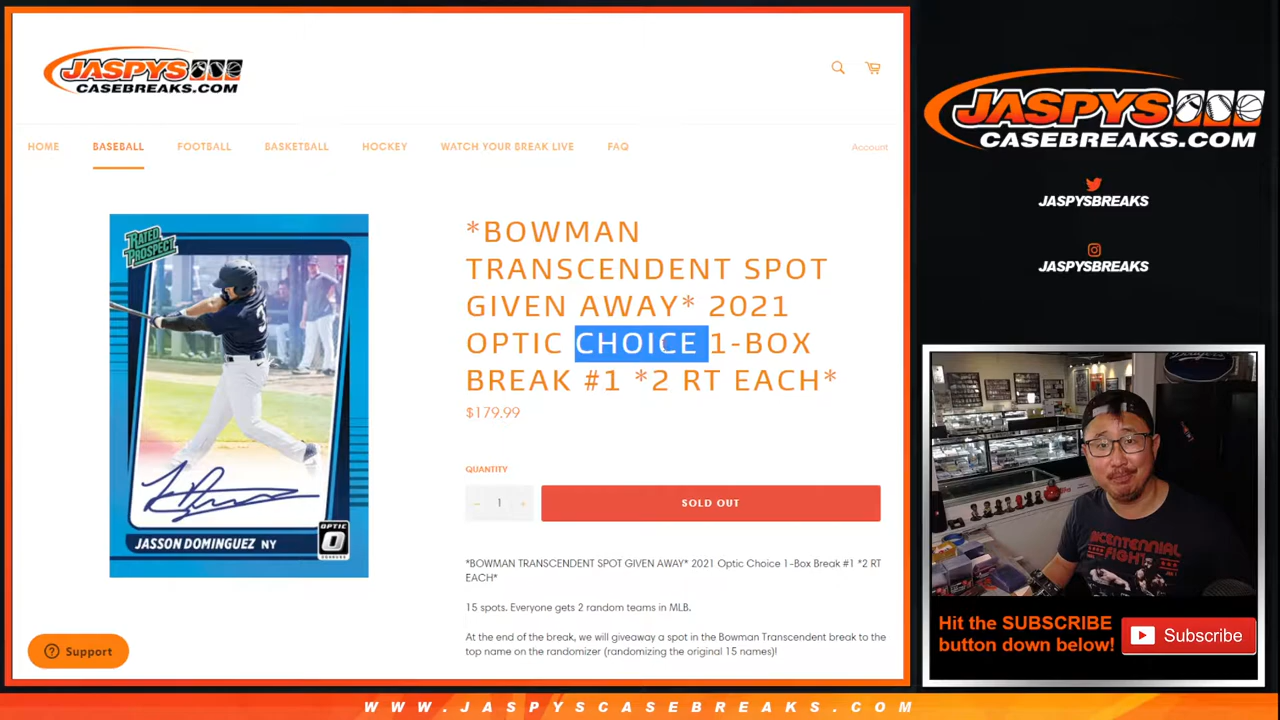 JASPYS
CASEBREAKS.COM
HOME BASEBALL FOOTBALL BASKETBALL HOCKEY WATCH YOUR BREAK LIVE FAQ Account
RATED PROSPECT
JASSON DOMINGUEZ NY
OPTIC
*BOWMAN
TRANSCENDENT SPOT
GIVEN AWAY* 2021
OPTIC CHOICE 1-BOX
BREAK #1 *2 RT EACH*
$179.99
QUANTITY
− 1 +
SOLD OUT
*BOWMAN TRANSCENDENT SPOT GIVEN AWAY* 2021 Optic Choice 1-Box Break #1 *2 RT
EACH*
15 spots. Everyone gets 2 random teams in MLB.
At the end of the break, we will giveaway a spot in the Bowman Transcendent break to the
top name on the randomizer (randomizing the original 15 names)!
Support
JASPYS
CASEBREAKS.COM
JASPYSBREAKS
JASPYSBREAKS
Dodgers
BICENTENNIAL
FIGHT
Hit the SUBSCRIBE
button down below!
Subscribe
WWW.JASPYSCASEBREAKS.COM